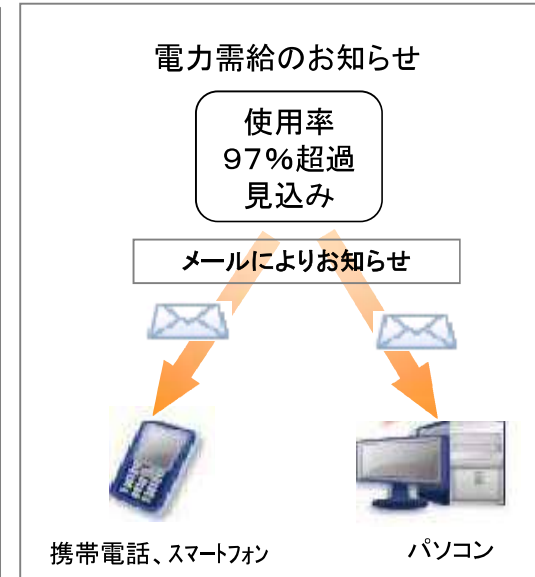 電力需給のお知らせ
使用率
97%超過
見込み
メールによりお知らせ
携帯電話、スマートフォン
パソコン